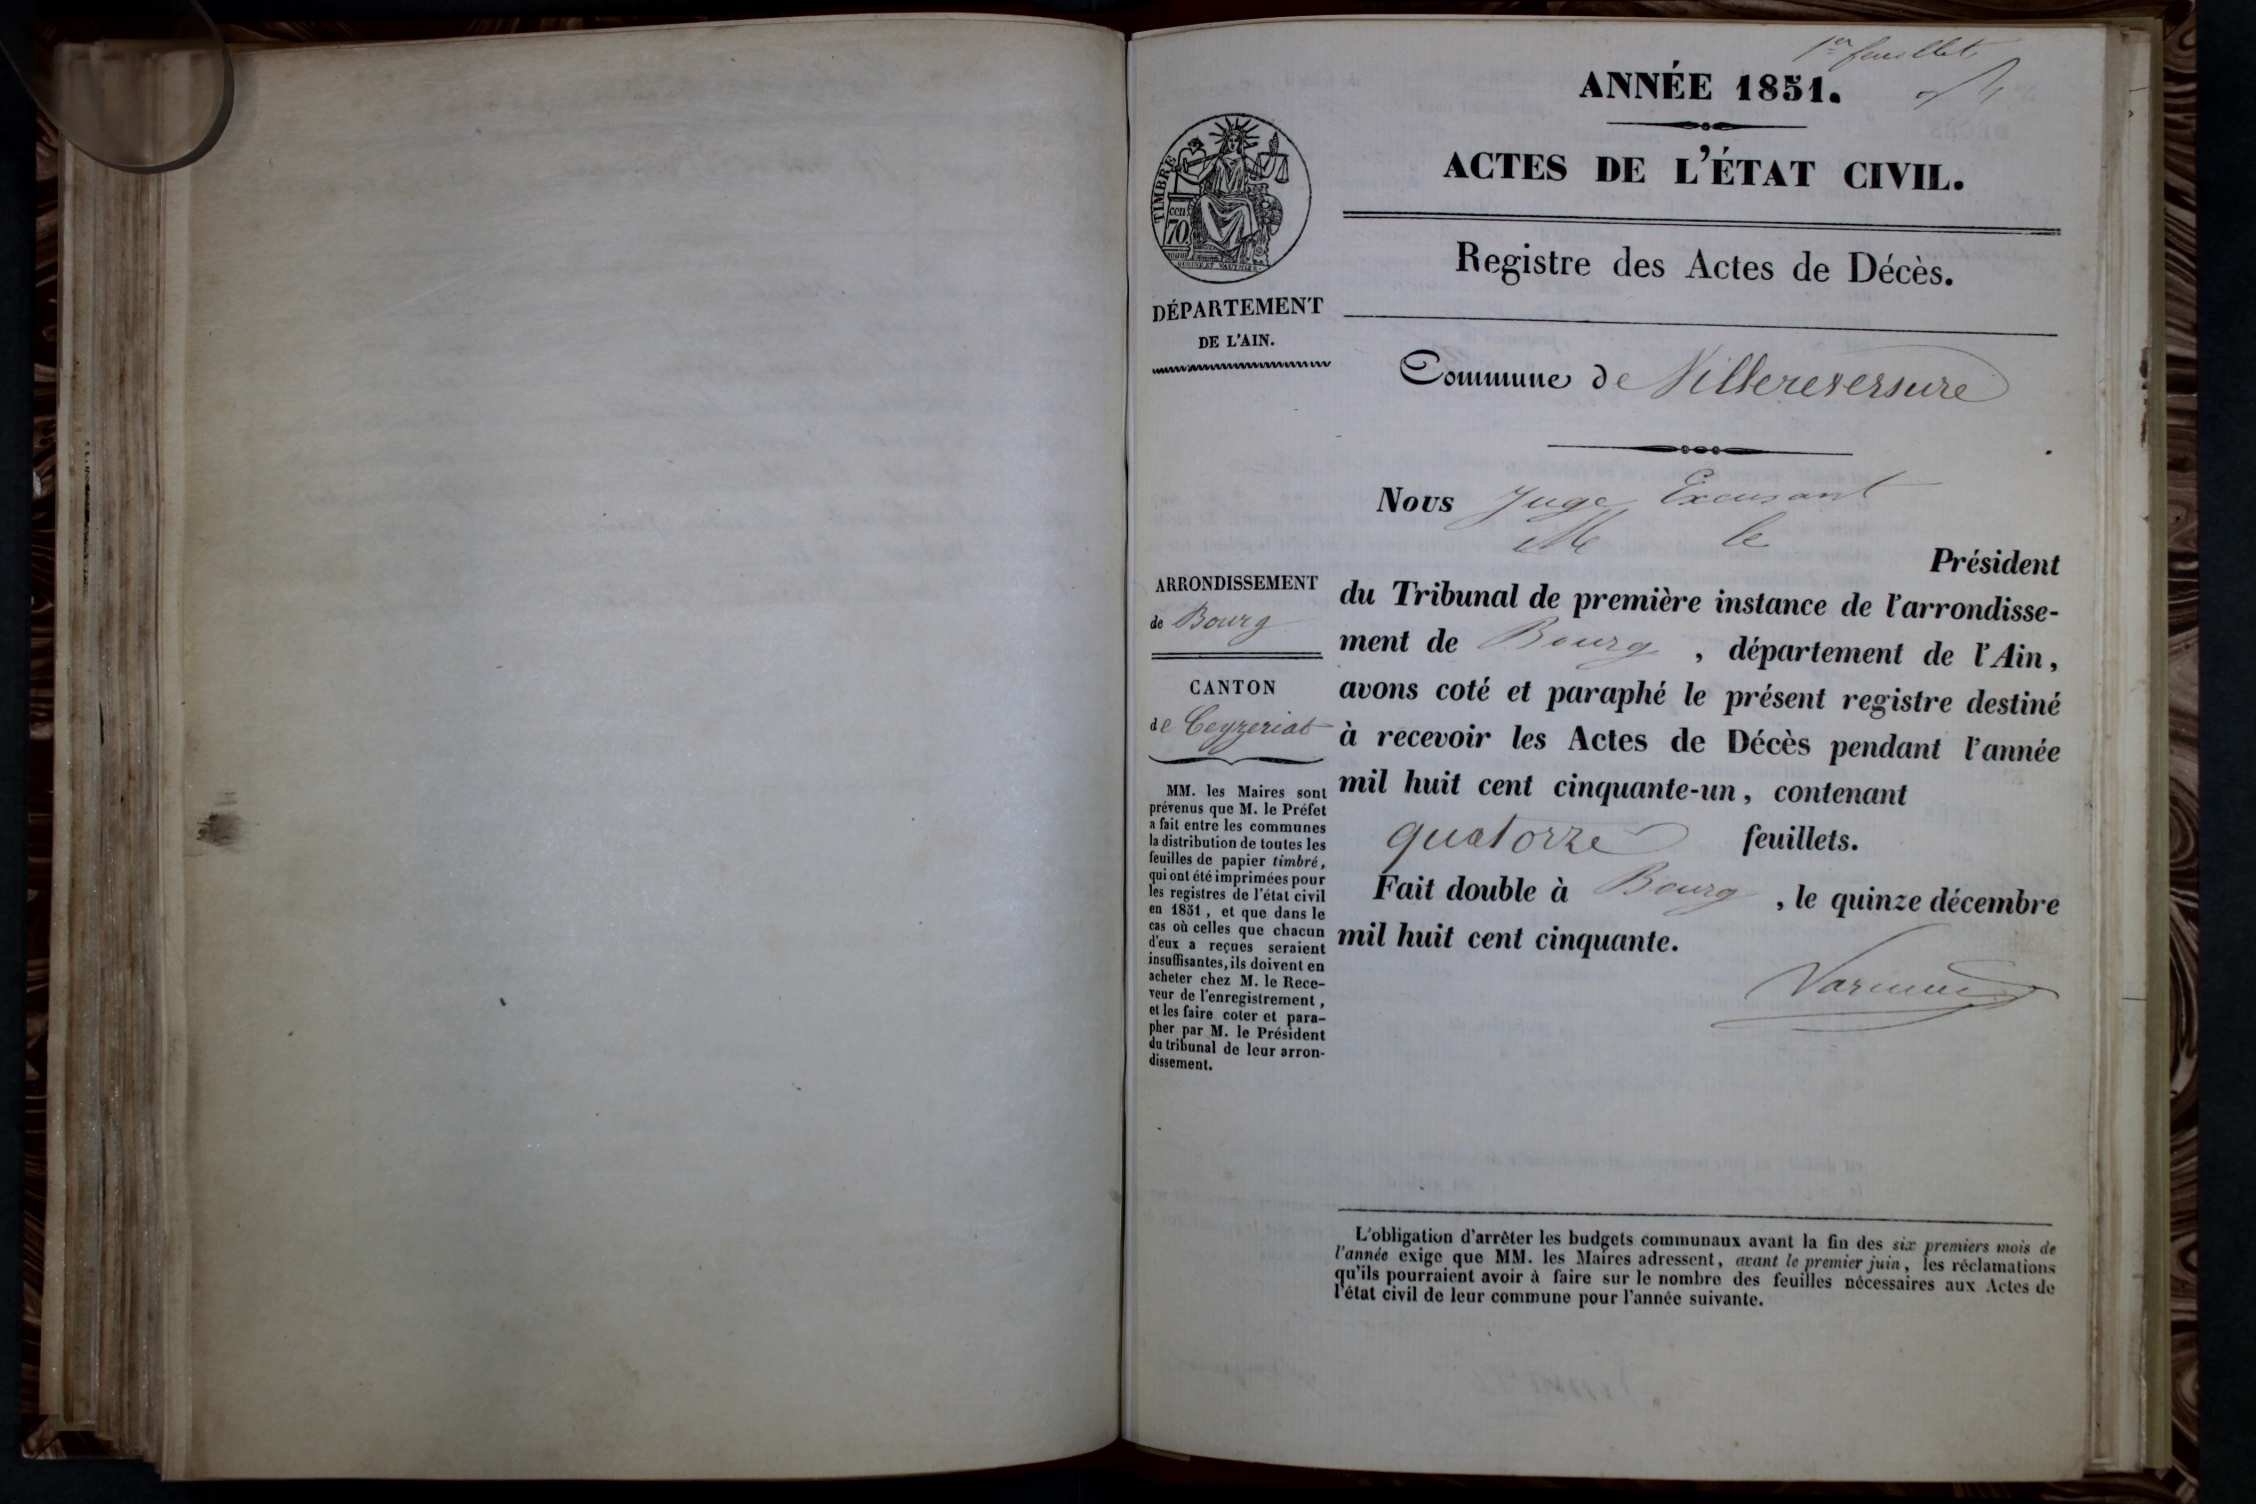 1er feuillet
ANNÉE 1851.
ACTES DE L'ÉTAT CIVIL.
TIMBRE
cen
70
Registre des Actes de Décès.
DÉPARTEMENT
DE L'AIN.
Commune de Villereversure
Nous Juge Excusant
M le
Président
ARRONDISSEMENT
de Bourg
du Tribunal de première instance de l'arrondisse-
ment de Bourg, département de l'Ain,
CANTON
de Ceyzeriat
avons coté et paraphé le présent registre destiné
à recevoir les Actes de Décès pendant l'année
mil huit cent cinquante-un, contenant
quatorze feuillets.
Fait double à Bourg, le quinze décembre
mil huit cent cinquante.
MM. les Maires sont
prévenus que M. le Préfet
a fait entre les communes
la distribution de toutes les
feuilles de papier timbré,
qui ont été imprimées pour
les registres de l'état civil
en 1851, et que dans le
cas où celles que chacun
d'eux a reçues seraient
insuffisantes, ils doivent en
acheter chez M. le Rece-
veur de l'enregistrement,
et les faire coter et para-
pher par M. le Président
du tribunal de leur arron-
dissement.
L'obligation d'arrêter les budgets communaux avant la fin des six premiers mois de
l'année exige que MM. les Maires adressent, avant le premier juin, les réclamations
qu'ils pourraient avoir à faire sur le nombre des feuilles nécessaires aux Actes de
l'état civil de leur commune pour l'année suivante.